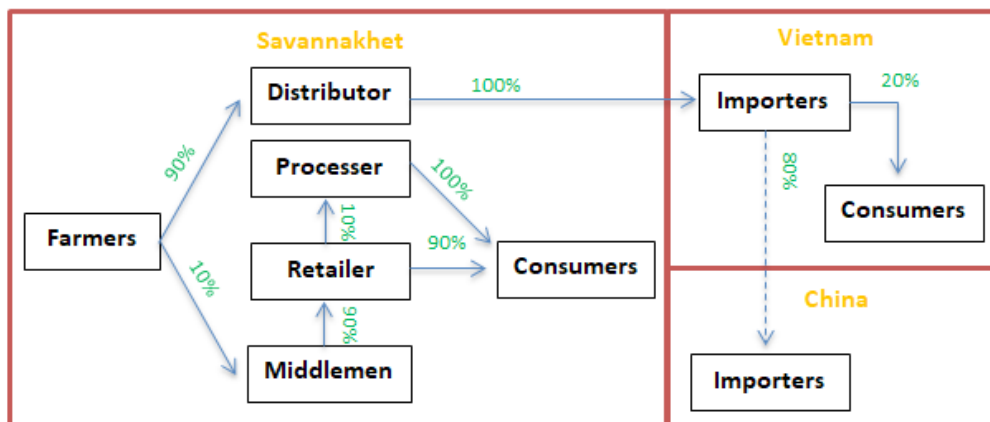 Savannakhet
Vietnam
Distributor
100%
Importers
20%
90%
Processer
100%
80%
Consumers
Farmers
10%
Retailer
90%
Consumers
10%
90%
Middlemen
China
Importers